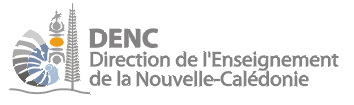 DENC
Direction de l'Enseignement
de la Nouvelle-Calédonie